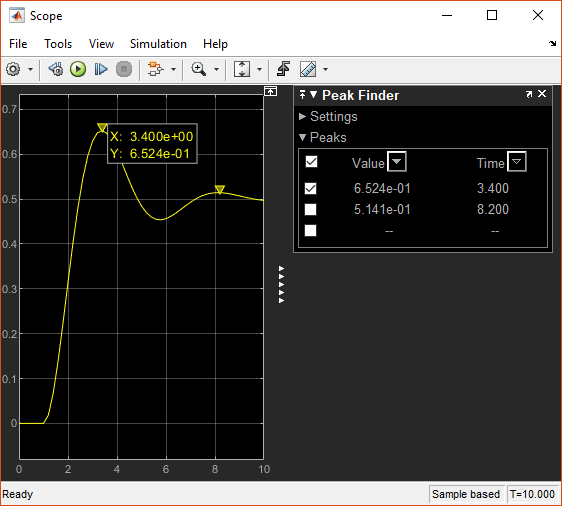 Scope
File Tools View Simulation Help
Peak Finder
Settings
Peaks
Value Time
6.524e-01 3.400
5.141e-01 8.200
-- --
X: 3.400e+00
Y: 6.524e-01
0.7
0.6
0.5
0.4
0.3
0.2
0.1
0
0 2 4 6 8 10
Ready Sample based T=10.000